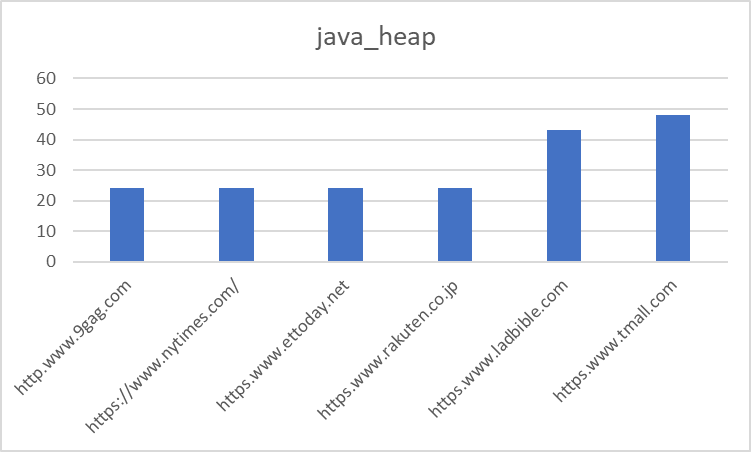 java_heap
60
50
40
30
20
10
0
http.www.9gag.com
https://www.nytimes.com/
https.www.ettoday.net
https.www.rakuten.co.jp
https.www.ladbible.com
https.www.tmall.com